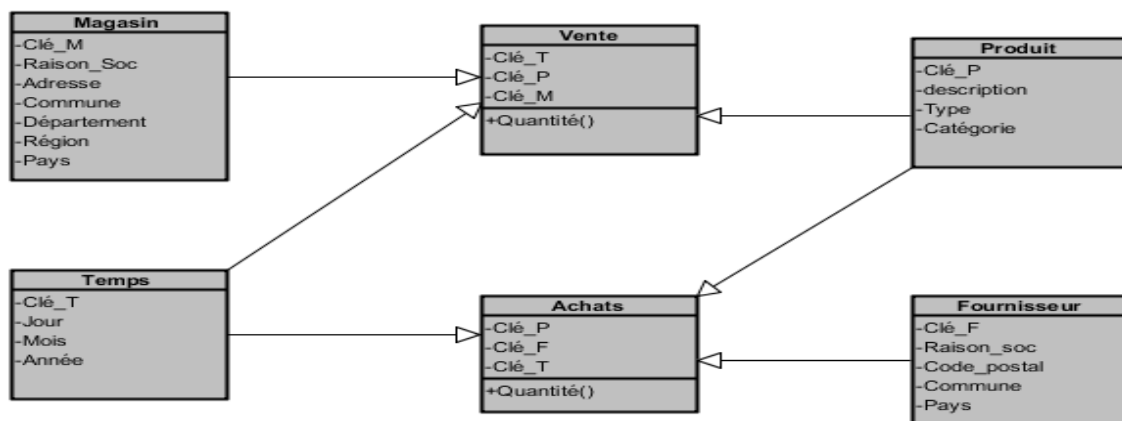 Magasin
-Clé_M
-Raison_Soc
-Adresse
-Commune
-Département
-Région
-Pays
Vente
-Clé_T
-Clé_P
-Clé_M
+Quantité()
Produit
-Clé_P
-description
-Type
-Catégorie
Temps
-Clé_T
-Jour
-Mois
-Année
Achats
-Clé_P
-Clé_F
-Clé_T
+Quantité()
Fournisseur
-Clé_F
-Raison_soc
-Code_postal
-Commune
-Pays